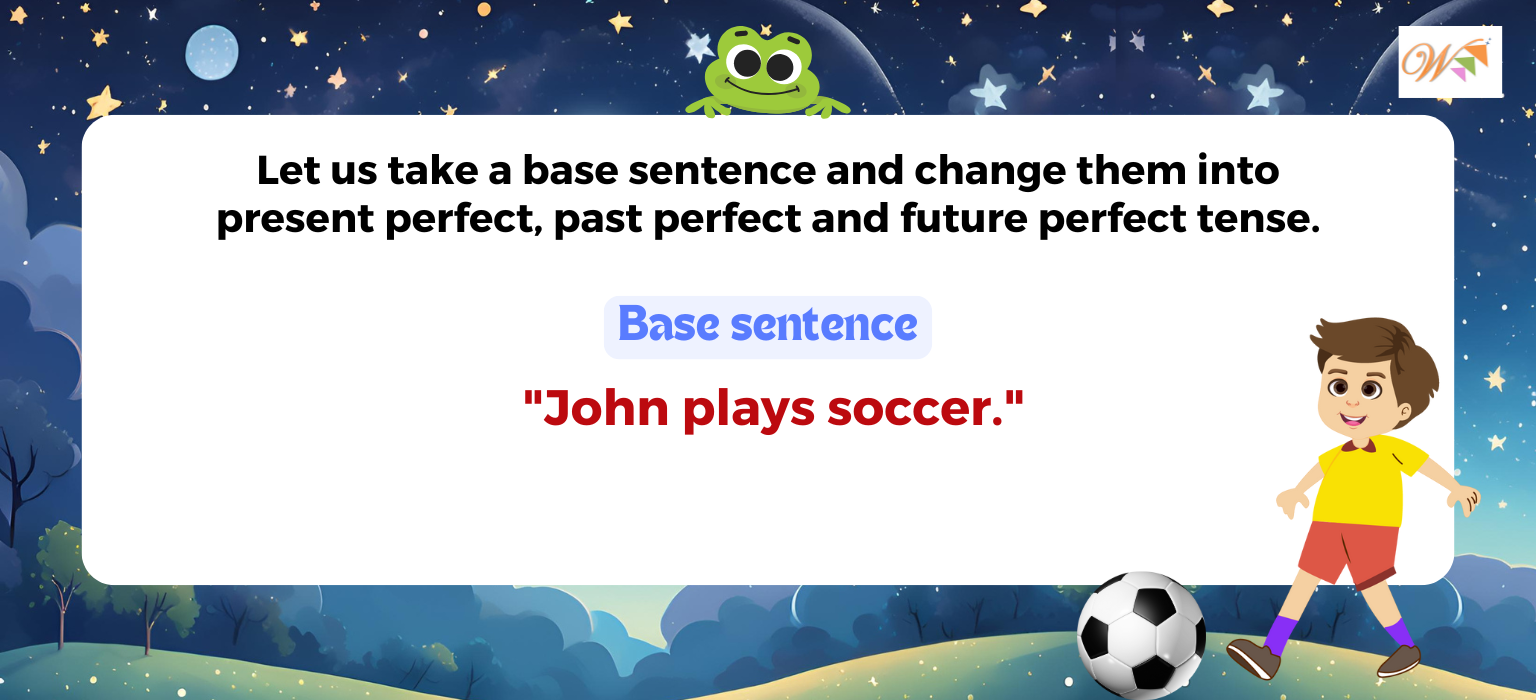 W
Let us take a base sentence and change them into
present perfect, past perfect and future perfect tense.
Base sentence
"John plays soccer."